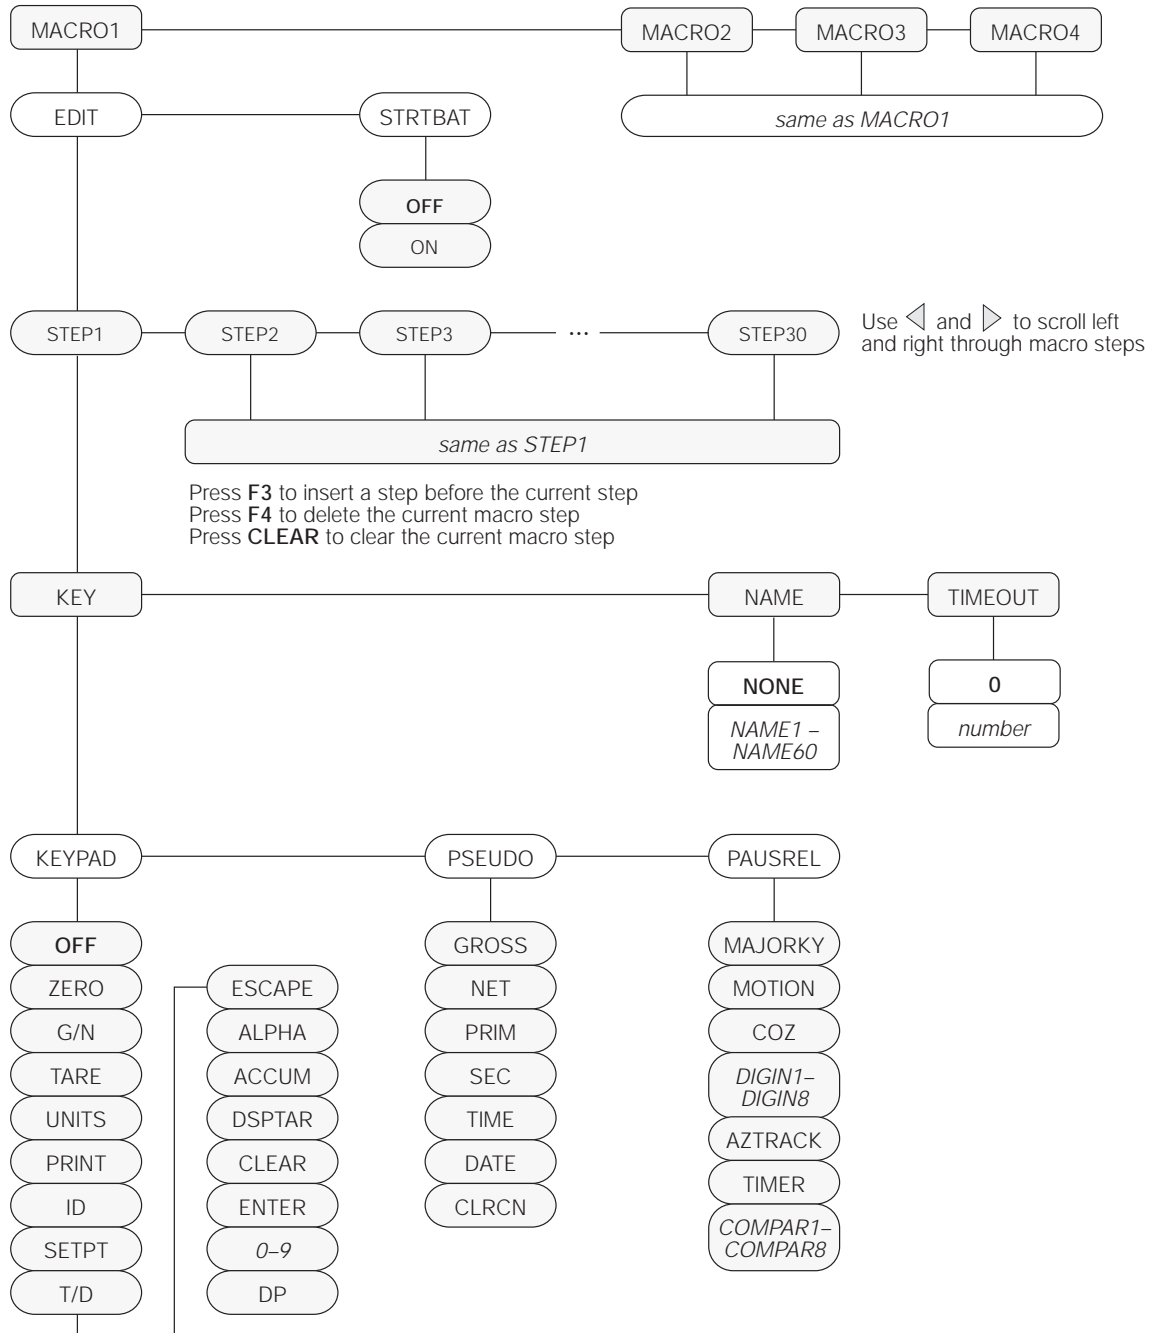 MACRO1
MACRO2
MACRO3
MACRO4
EDIT
STRTBAT
same as MACRO1
OFF
ON
STEP1
STEP2
STEP3
...
STEP30
Use ◁ and ▷ to scroll left
and right through macro steps
same as STEP1
Press F3 to insert a step before the current step
Press F4 to delete the current macro step
Press CLEAR to clear the current macro step
KEY
NAME
TIMEOUT
NONE
NAME1 –
NAME60
0
number
KEYPAD
PSEUDO
PAUSREL
OFF
ZERO
G/N
TARE
UNITS
PRINT
ID
SETPT
T/D
ESCAPE
ALPHA
ACCUM
DSPTAR
CLEAR
ENTER
0–9
DP
GROSS
NET
PRIM
SEC
TIME
DATE
CLRCN
MAJORKY
MOTION
COZ
DIGIN1–
DIGIN8
AZTRACK
TIMER
COMPAR1–
COMPAR8